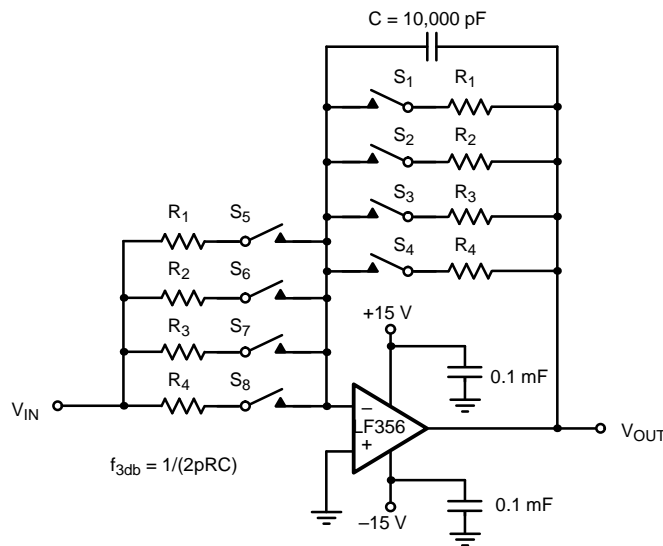 C = 10,000 pF
S1 R1
S2 R2
S3 R3
S4 R4
R1 S5
R2 S6
R3 S7
R4 S8
+15 V
0.1 mF
VIN
–
LF356
+
VOUT
f3db = 1/(2pRC)
–15 V
0.1 mF